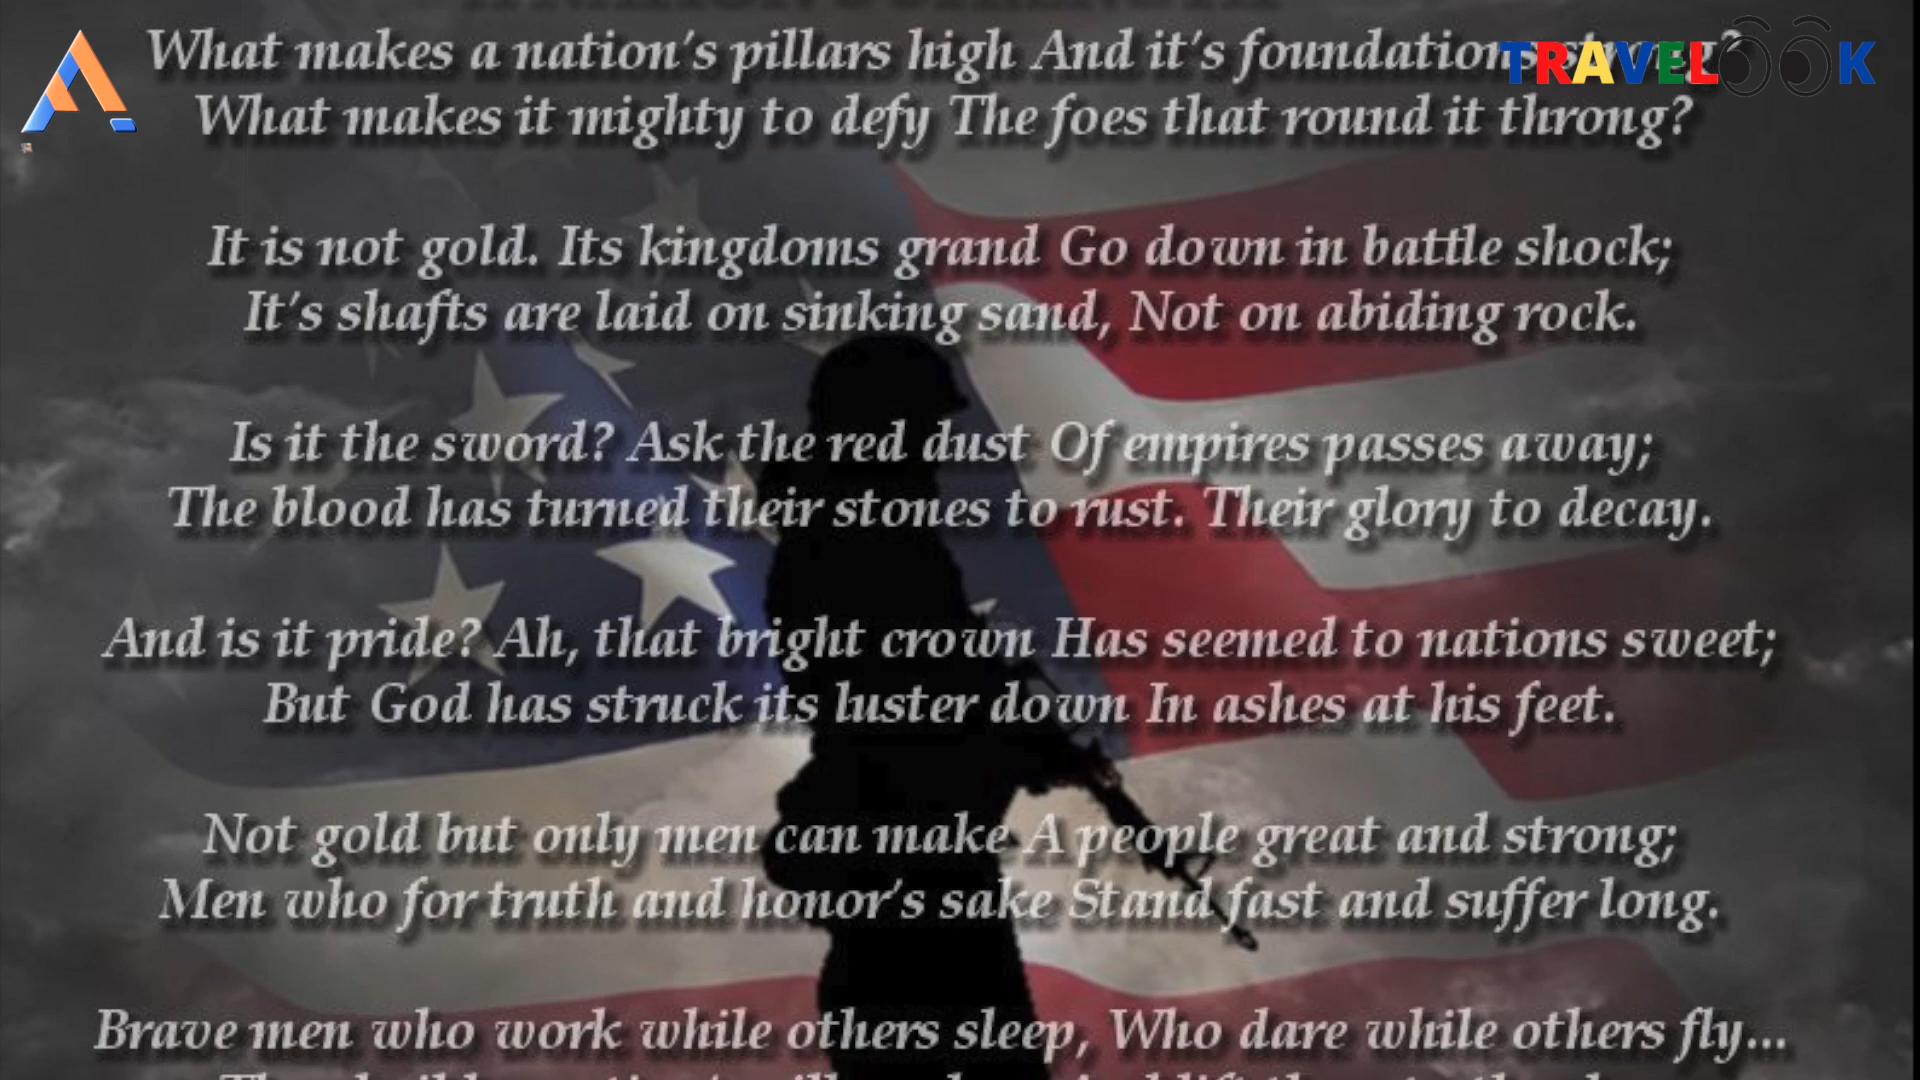 What makes a nation's pillars high And it's foundations strong?
TRAVELOOK
What makes it mighty to defy The foes that round it throng?
It is not gold. Its kingdoms grand Go down in battle shock;
It's shafts are laid on sinking sand, Not on abiding rock.
Is it the sword? Ask the red dust Of empires passes away;
The blood has turned their stones to rust. Their glory to decay.
And is it pride? Ah, that bright crown Has seemed to nations sweet;
But God has struck its luster down In ashes at his feet.
Not gold but only men can make A people great and strong;
Men who for truth and honor's sake Stand fast and suffer long.
Brave men who work while others sleep, Who dare while others fly...